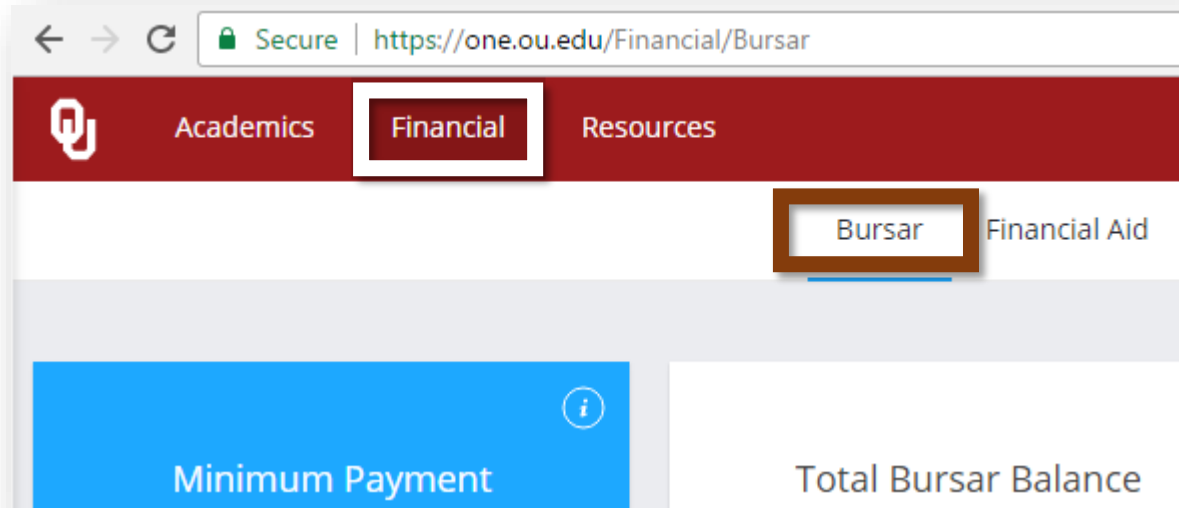 Secure | https://one.ou.edu/Financial/Bursar
OU Academics Financial Resources
Bursar Financial Aid
i
Minimum Payment Total Bursar Balance